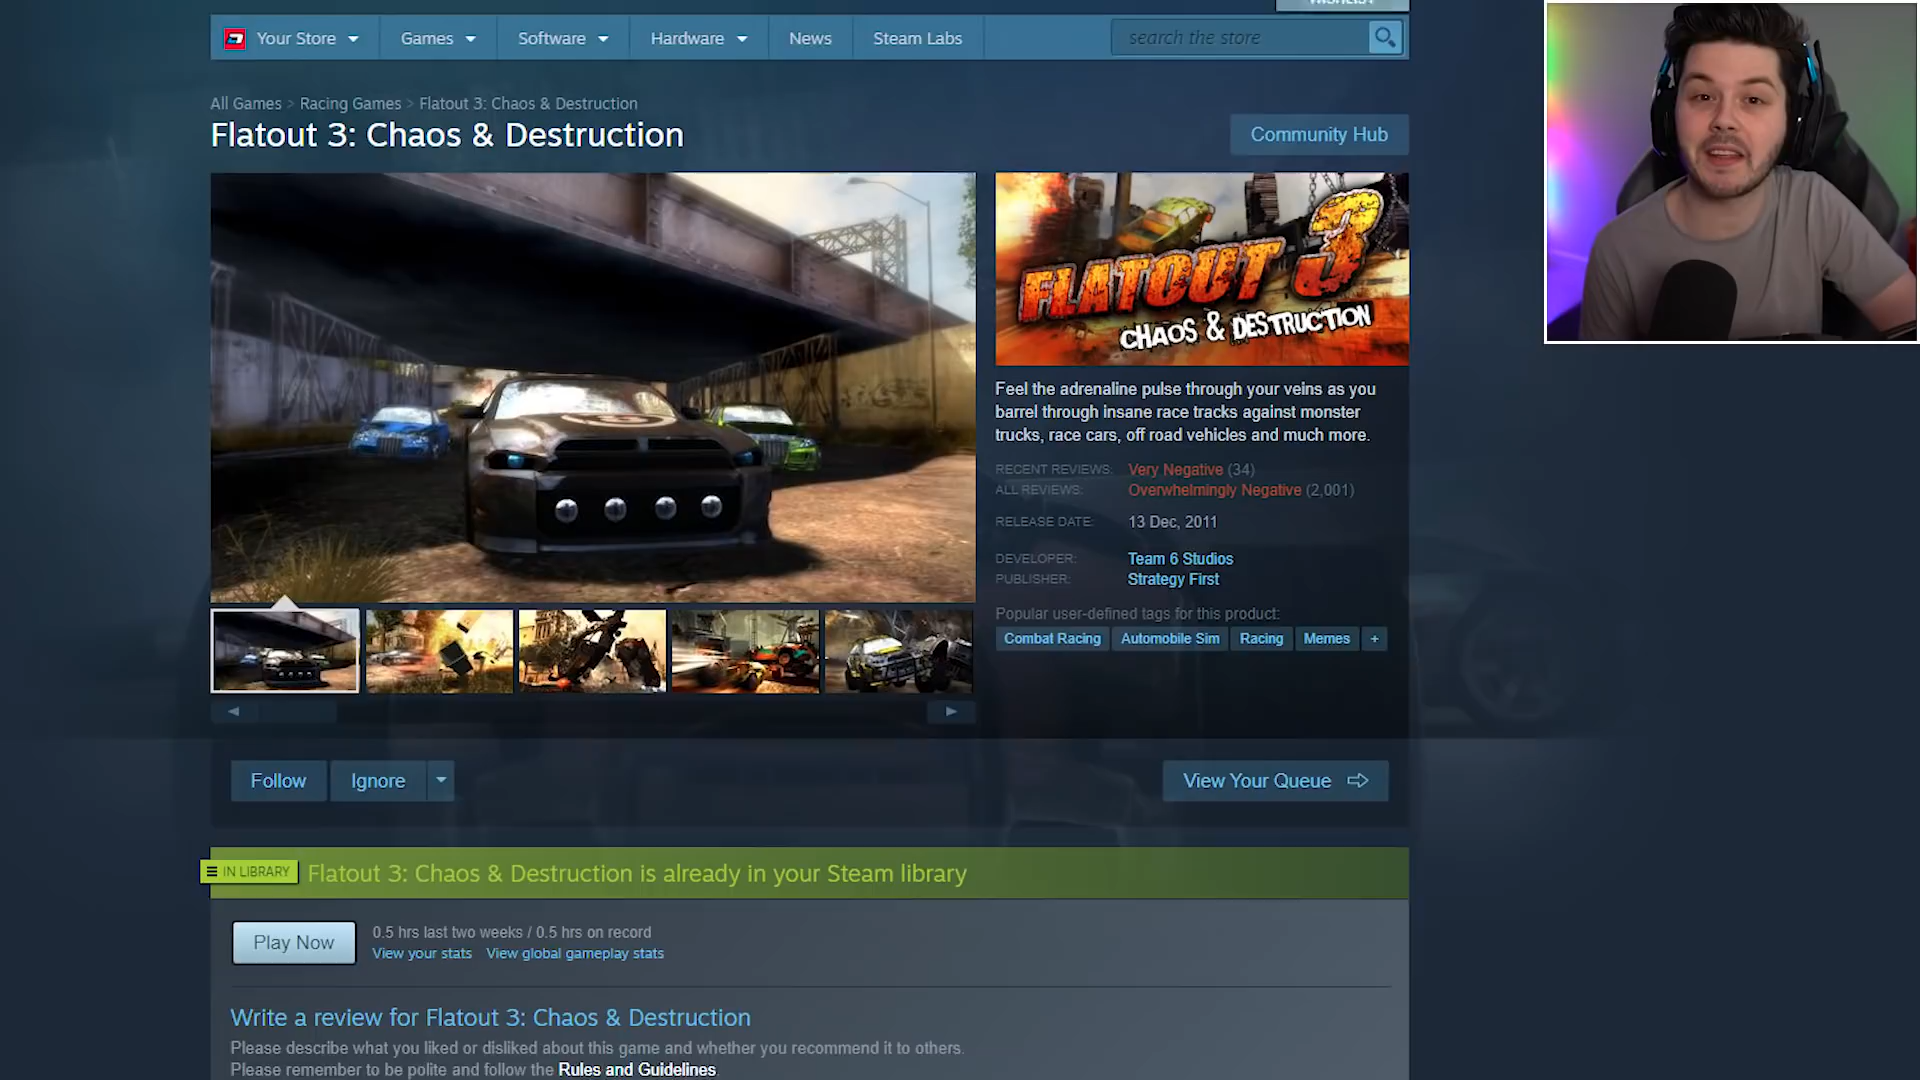 WISHLIST
Your Store
Games
Software
Hardware
News
Steam Labs
search the store
All Games > Racing Games > Flatout 3: Chaos & Destruction
Flatout 3: Chaos & Destruction
Community Hub
FLATOUT 3
CHAOS & DESTRUCTION
Feel the adrenaline pulse through your veins as you
barrel through insane race tracks against monster
trucks, race cars, off road vehicles and much more.
RECENT REVIEWS: Very Negative (34)
ALL REVIEWS: Overwhelmingly Negative (2,001)
RELEASE DATE: 13 Dec, 2011
DEVELOPER: Team 6 Studios
PUBLISHER: Strategy First
Popular user-defined tags for this product:
Combat Racing Automobile Sim Racing Memes +
Follow
Ignore
View Your Queue
IN LIBRARY
Flatout 3: Chaos & Destruction is already in your Steam library
Play Now
0.5 hrs last two weeks / 0.5 hrs on record
View your stats View global gameplay stats
Write a review for Flatout 3: Chaos & Destruction
Please describe what you liked or disliked about this game and whether you recommend it to others.
Please remember to be polite and follow the Rules and Guidelines.